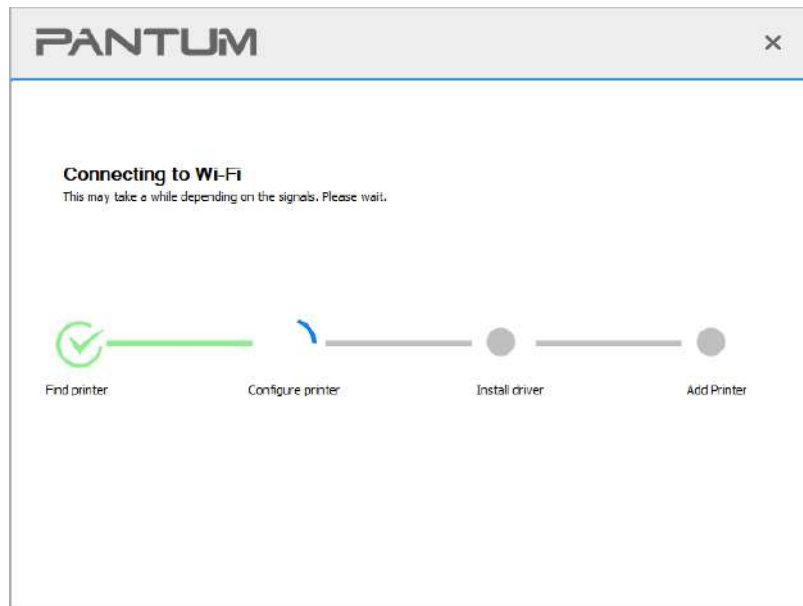 PANTUM
Connecting to Wi-Fi
This may take a while depending on the signals. Please wait.
Find printer
Configure printer
Install driver
Add Printer